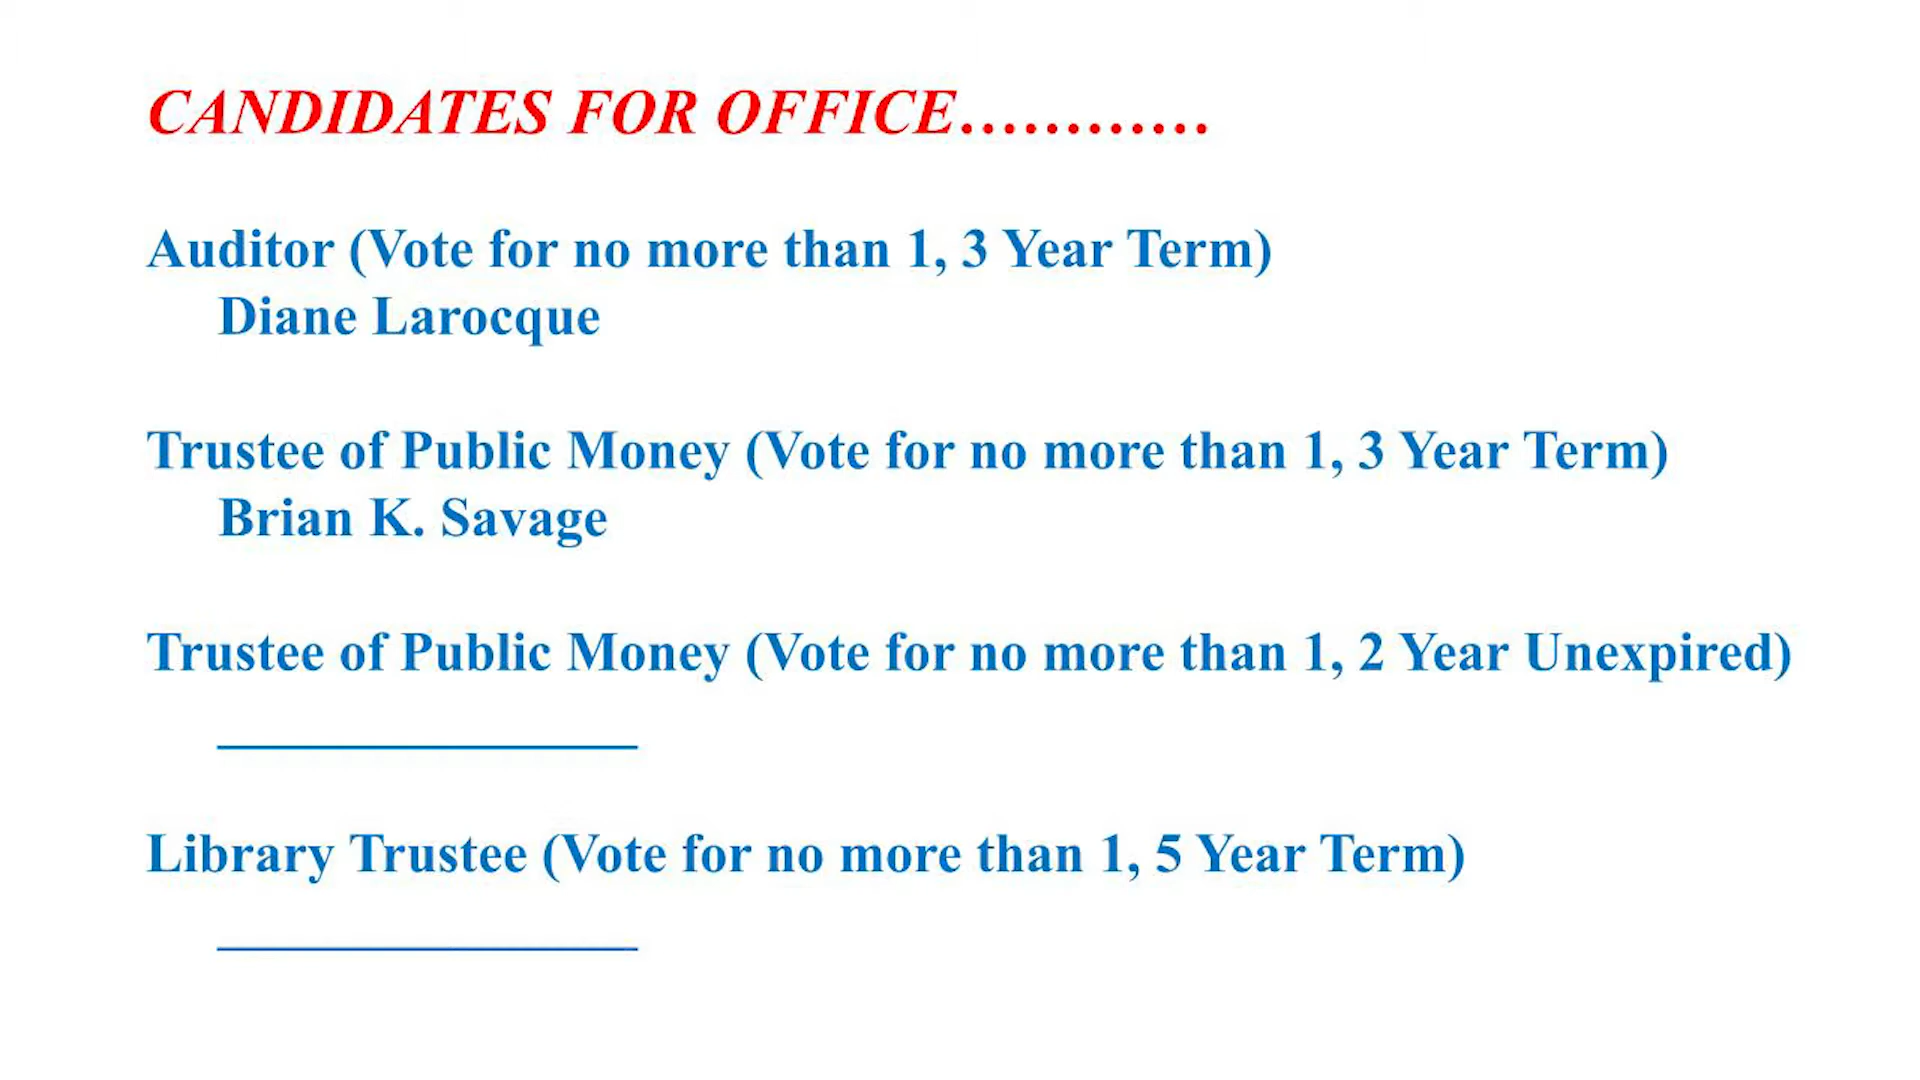 CANDIDATES FOR OFFICE…………
Auditor (Vote for no more than 1, 3 Year Term)
Diane Larocque
Trustee of Public Money (Vote for no more than 1, 3 Year Term)
Brian K. Savage
Trustee of Public Money (Vote for no more than 1, 2 Year Unexpired)
_______________
Library Trustee (Vote for no more than 1, 5 Year Term)
_______________